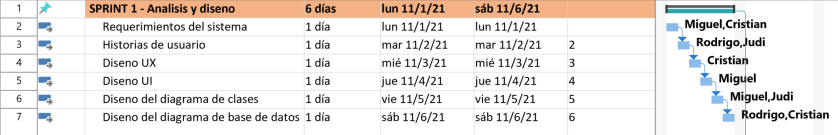 1 SPRINT 1 - Analisis y diseno 6 días lun 11/1/21 sáb 11/6/21
2 Requerimientos del sistema 1 día lun 11/1/21 lun 11/1/21 Miguel,Cristian
3 Historias de usuario 1 día mar 11/2/21 mar 11/2/21 2 Rodrigo,Judi
4 Diseno UX 1 día mié 11/3/21 mié 11/3/21 3 Cristian
5 Diseno UI 1 día jue 11/4/21 jue 11/4/21 4 Miguel
6 Diseno del diagrama de clases 1 día vie 11/5/21 vie 11/5/21 5 Miguel,Judi
7 Diseno del diagrama de base de datos 1 día sáb 11/6/21 sáb 11/6/21 6 Rodrigo,Cristian